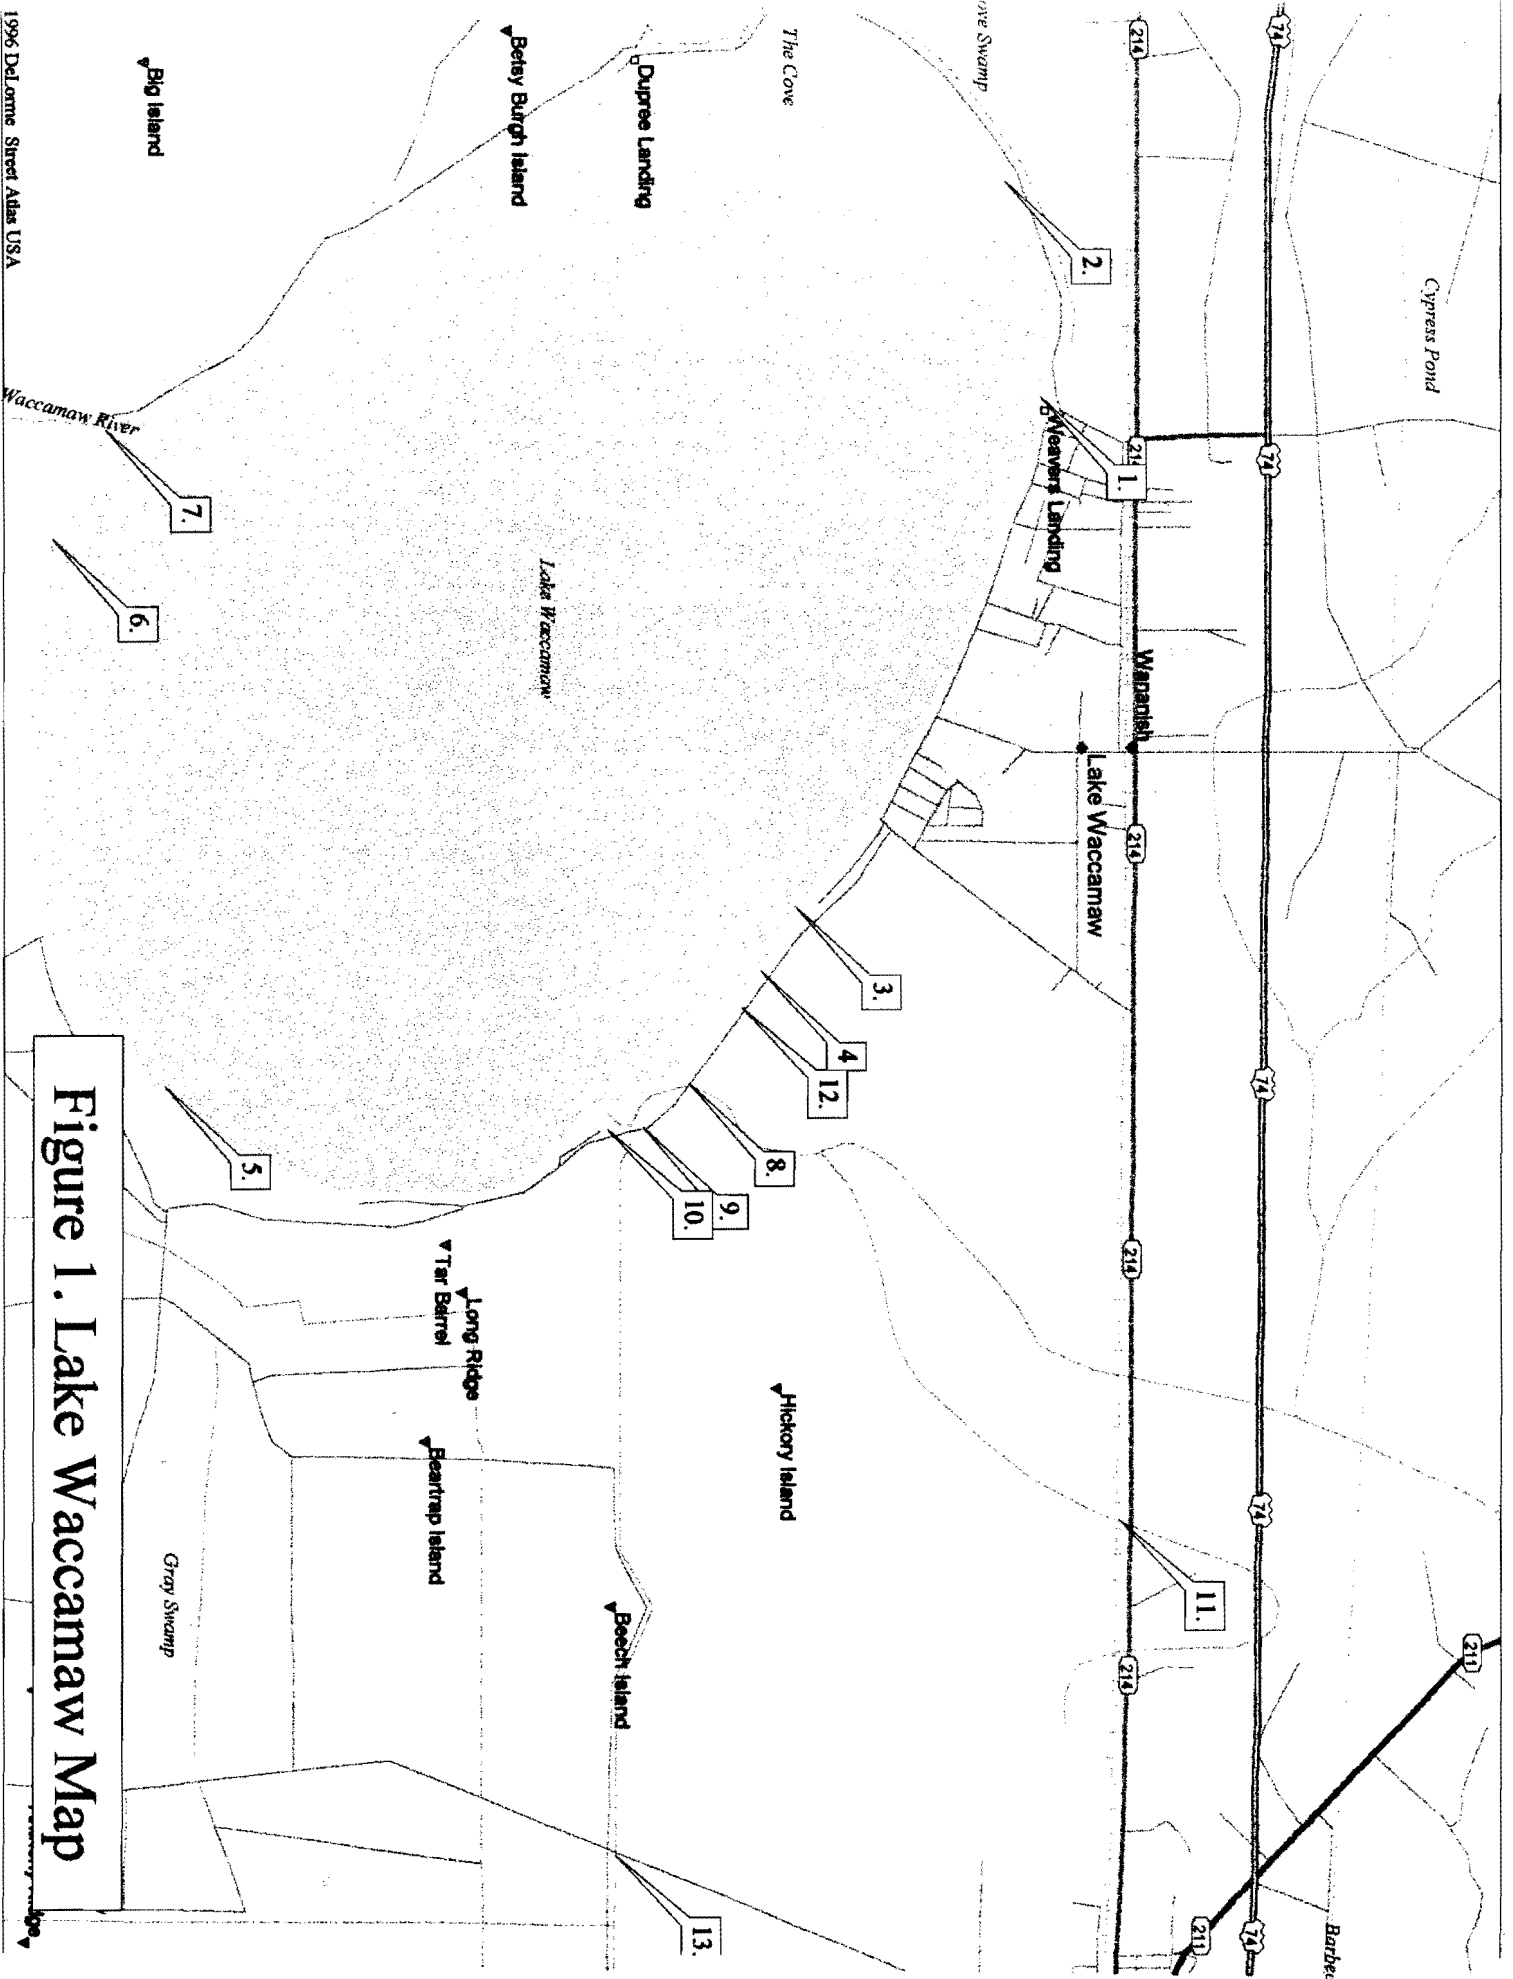 74
74
74
74
74
211
211
214
214
214
214
214
Cypress Pond
The Cove
Swamp
Dupree Landing
Betsy Burgh Island
Big Island
Waccamaw River
Lake Waccamaw
Weavers Landing
Wananish
Lake Waccamaw
Hickory Island
Long Ridge
Tar Barrel
Beartrap Island
Beech Island
Gray Swamp
1.
2.
3.
4
12.
8.
9.
10.
5.
6.
7.
11.
13.
Figure 1. Lake Waccamaw Map
1996 DeLorme Street Atlas USA